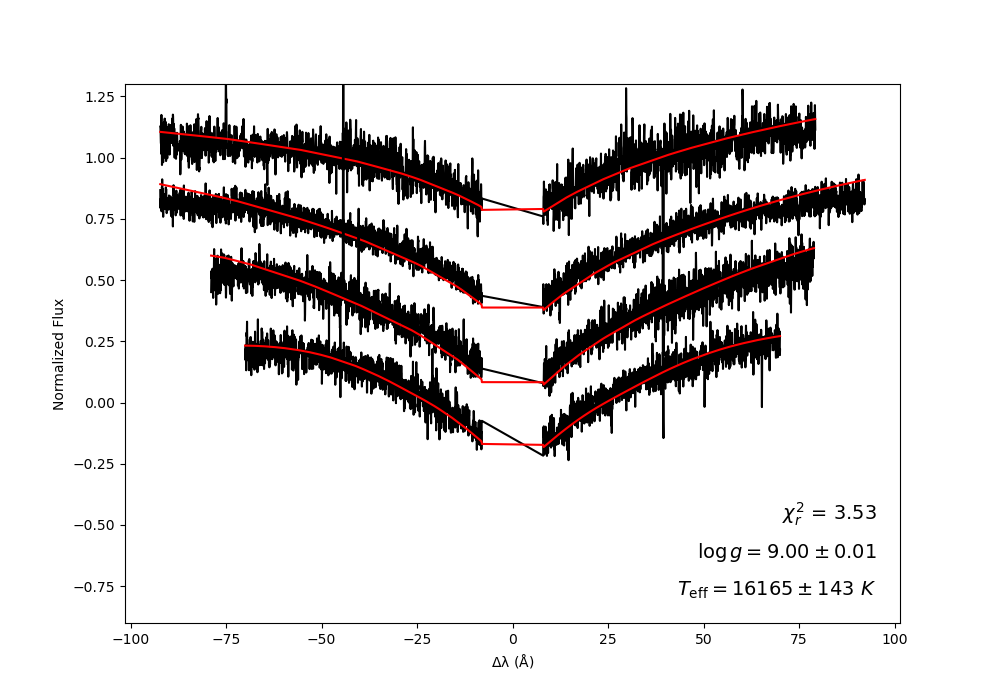 1.25
1.00
0.75
0.50
0.25
0.00
−0.25
−0.50
−0.75
Normalized Flux
χ²ᵣ = 3.53
log g = 9.00 ± 0.01
T_eff = 16165 ± 143 K
−100 −75 −50 −25 0 25 50 75 100
Δλ (Å)